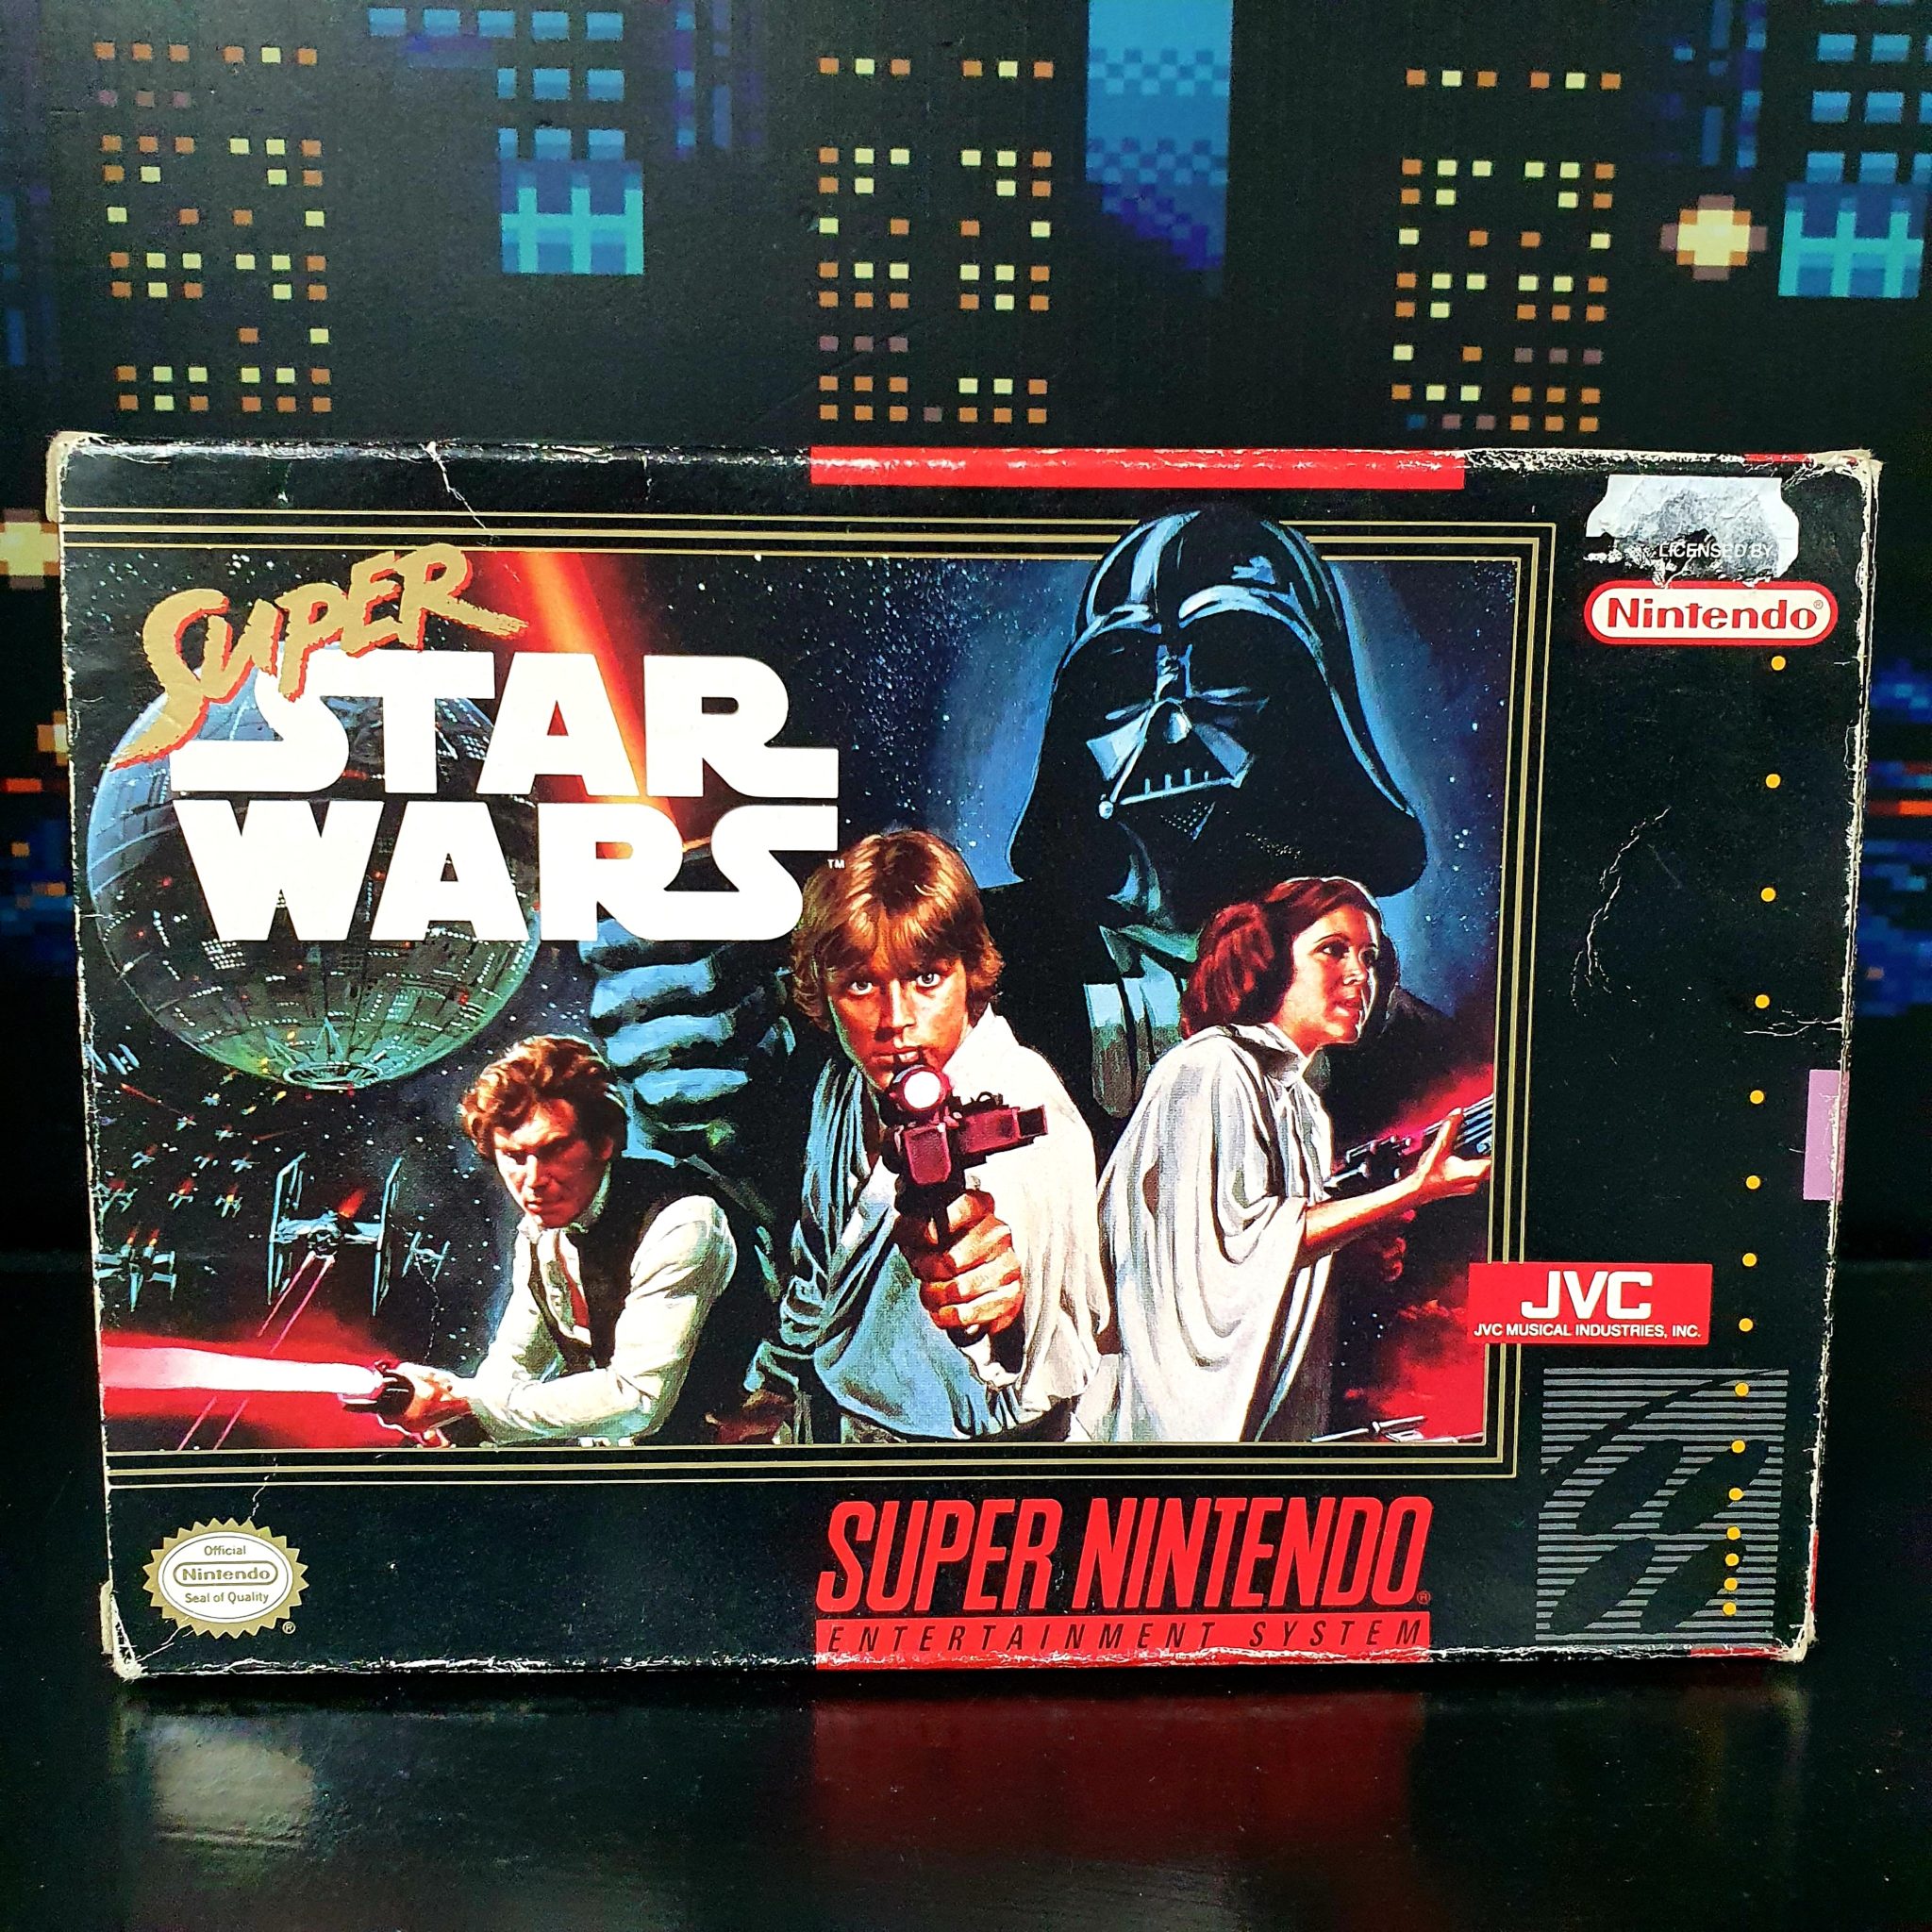 SUPER
STAR
WARS™
LICENSED BY
Nintendo®
JVC
JVC MUSICAL INDUSTRIES, INC.
Official
Nintendo
Seal of Quality
®
SUPER NINTENDO®
ENTERTAINMENT SYSTEM